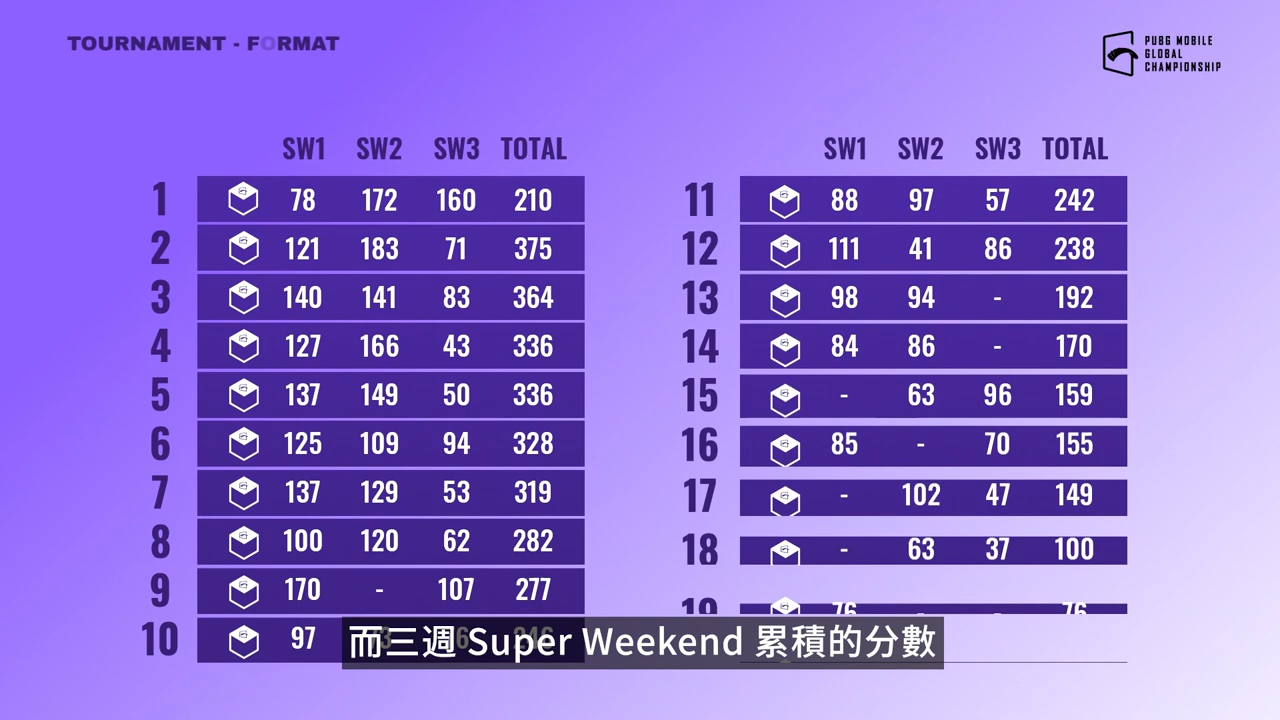 TOURNAMENT - FORMAT
PUBG MOBILE
GLOBAL
CHAMPIONSHIP
SW1 SW2 SW3 TOTAL
1 78 172 160 210
2 121 183 71 375
3 140 141 83 364
4 127 166 43 336
5 137 149 50 336
6 125 109 94 328
7 137 129 53 319
8 100 120 62 282
9 170 - 107 277
10 97
SW1 SW2 SW3 TOTAL
11 88 97 57 242
12 111 41 86 238
13 98 94 - 192
14 84 86 - 170
15 - 63 96 159
16 85 - 70 155
17 - 102 47 149
18 - 63 37 100
19 76 - - 76
而三週 Super Weekend 累積的分數